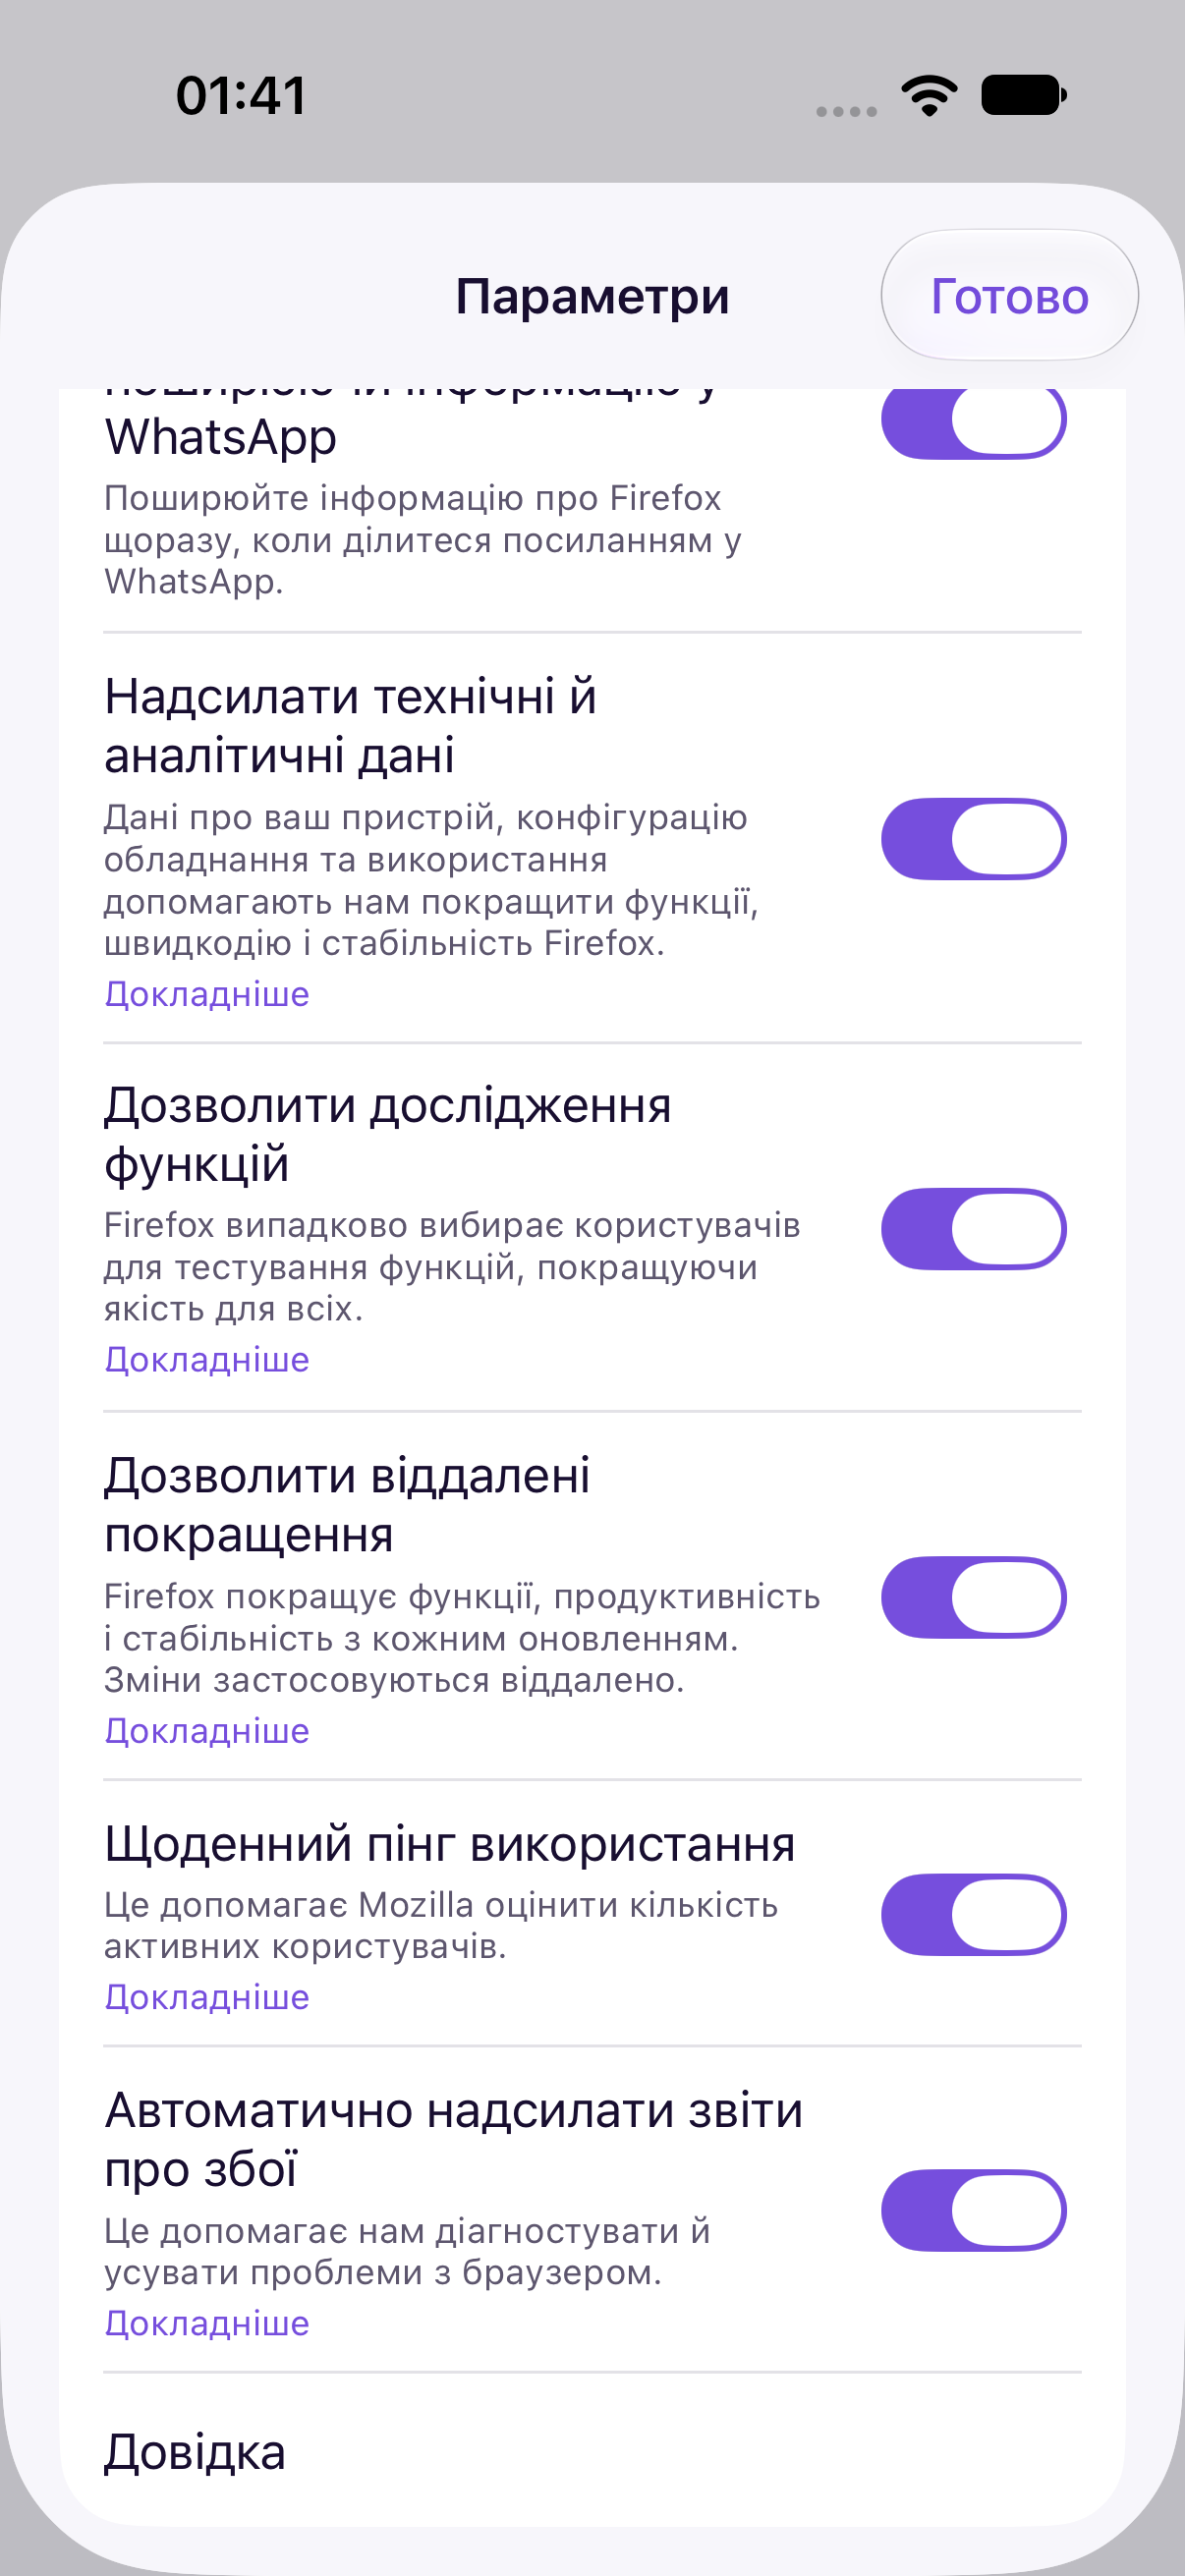 01:41
Параметри
Готово
WhatsApp
Поширюйте інформацію про Firefox
щоразу, коли ділитеся посиланням у
WhatsApp.
Надсилати технічні й
аналітичні дані
Дані про ваш пристрій, конфігурацію
обладнання та використання
допомагають нам покращити функції,
швидкодію і стабільність Firefox.
Докладніше
Дозволити дослідження
функцій
Firefox випадково вибирає користувачів
для тестування функцій, покращуючи
якість для всіх.
Докладніше
Дозволити віддалені
покращення
Firefox покращує функції, продуктивність
і стабільність з кожним оновленням.
Зміни застосовуються віддалено.
Докладніше
Щоденний пінг використання
Це допомагає Mozilla оцінити кількість
активних користувачів.
Докладніше
Автоматично надсилати звіти
про збої
Це допомагає нам діагностувати й
усувати проблеми з браузером.
Докладніше
Довідка